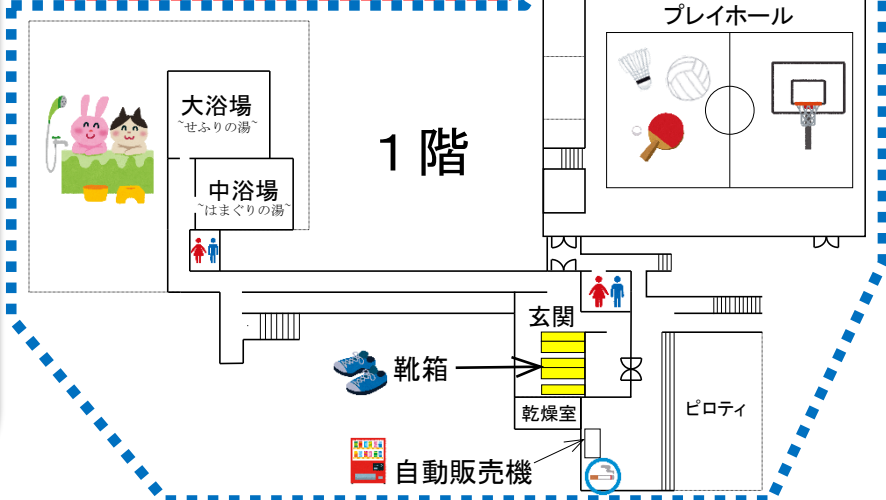 プレイホール
大浴場
~せふりの湯~
1階
中浴場
~はまぐりの湯~
玄関
靴箱
乾燥室
ピロティ
自動販売機